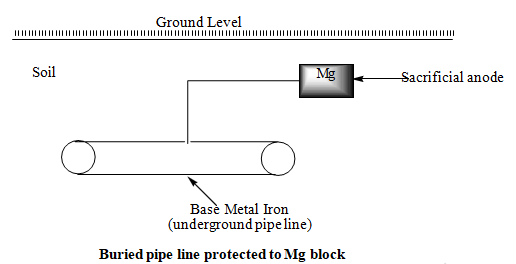 Ground Level
Soil
Mg
Sacrificial anode
Base Metal Iron
(underground pipe line)
Buried pipe line protected to Mg block